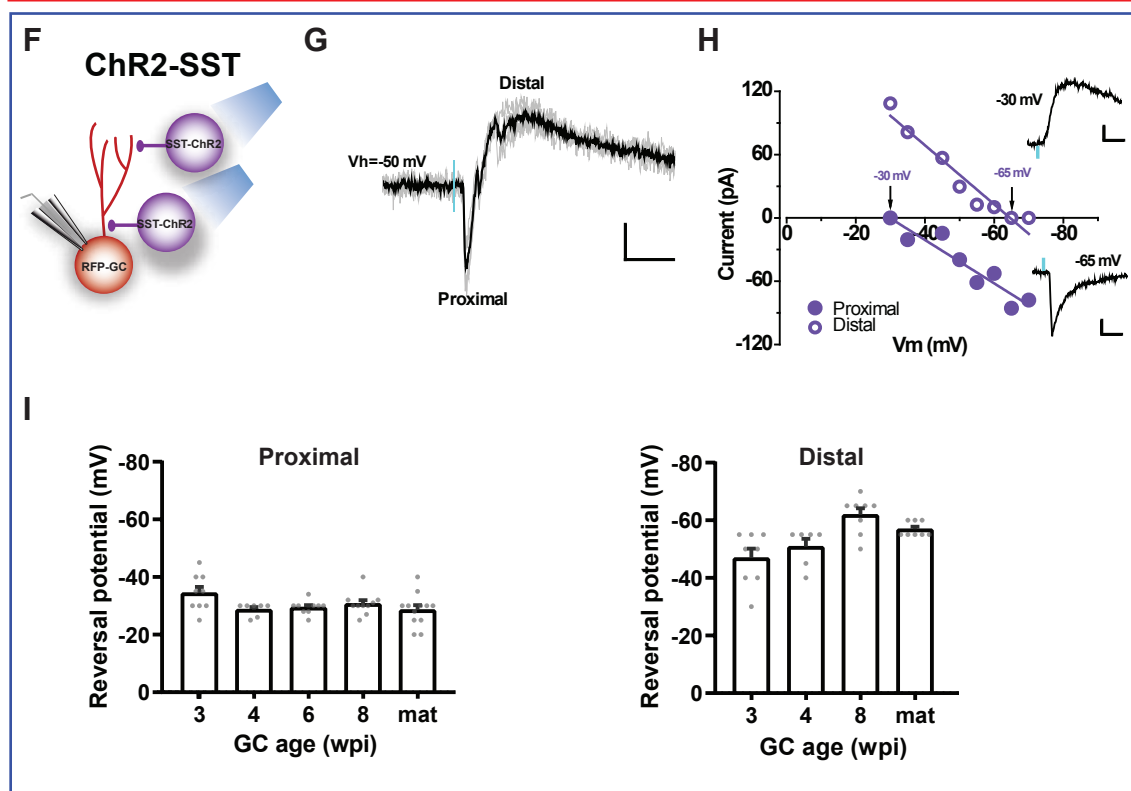 F
ChR2-SST
SST-ChR2
SST-ChR2
RFP-GC
G
Distal
Vh=-50 mV
Proximal
H
120
60
0
-60
-120
Current (pA)
0
-20
-40
-60
-80
Vm (mV)
-30 mV
-65 mV
-30 mV
-65 mV
Proximal
Distal
I
Proximal
Reversal potential (mV)
-80
-60
-40
-20
0
3 4 6 8 mat
GC age (wpi)
Distal
Reversal potential (mV)
-80
-60
-40
-20
0
3 4 8 mat
GC age (wpi)